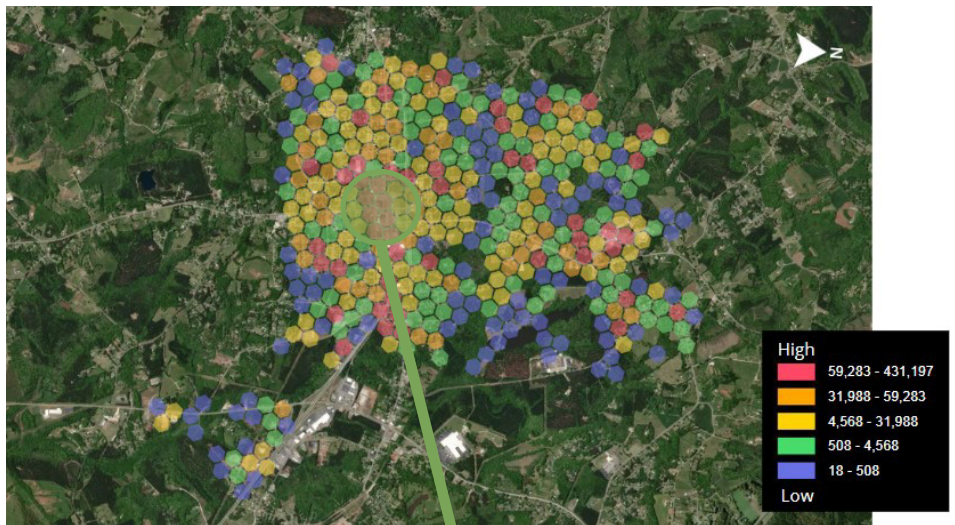 N
High
59,283 - 431,197
31,988 - 59,283
4,568 - 31,988
508 - 4,568
18 - 508
Low